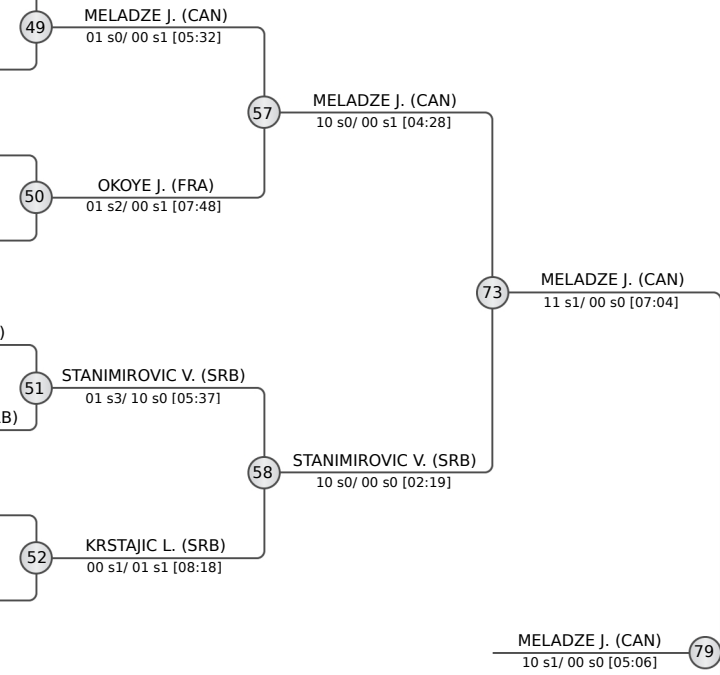 49
MELADZE J. (CAN)
01 s0/ 00 s1 [05:32]
57
MELADZE J. (CAN)
10 s0/ 00 s1 [04:28]
50
OKOYE J. (FRA)
01 s2/ 10 s0 [07:48]
73
MELADZE J. (CAN)
11 s1/ 00 s0 [07:04]
)
51
STANIMIROVIC V. (SRB)
01 s3/ 10 s0 [05:37]
B)
58
STANIMIROVIC V. (SRB)
10 s0/ 00 s0 [02:19]
52
KRSTAJIC L. (SRB)
00 s1/ 01 s1 [08:18]
MELADZE J. (CAN)
10 s1/ 00 s0 [05:06]
79